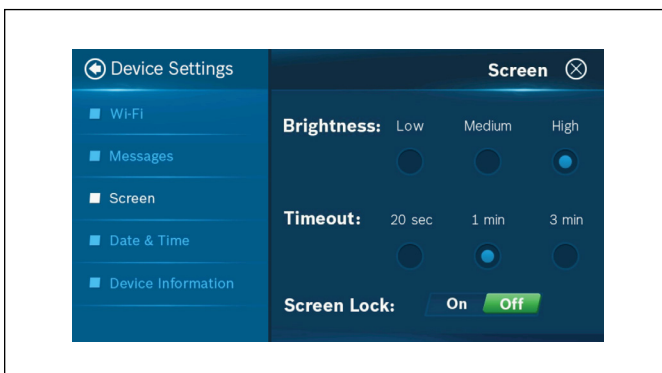 Device Settings
Screen
Wi-Fi
Messages
Screen
Date & Time
Device Information
Brightness: Low Medium High
Timeout: 20 sec 1 min 3 min
Screen Lock: On Off